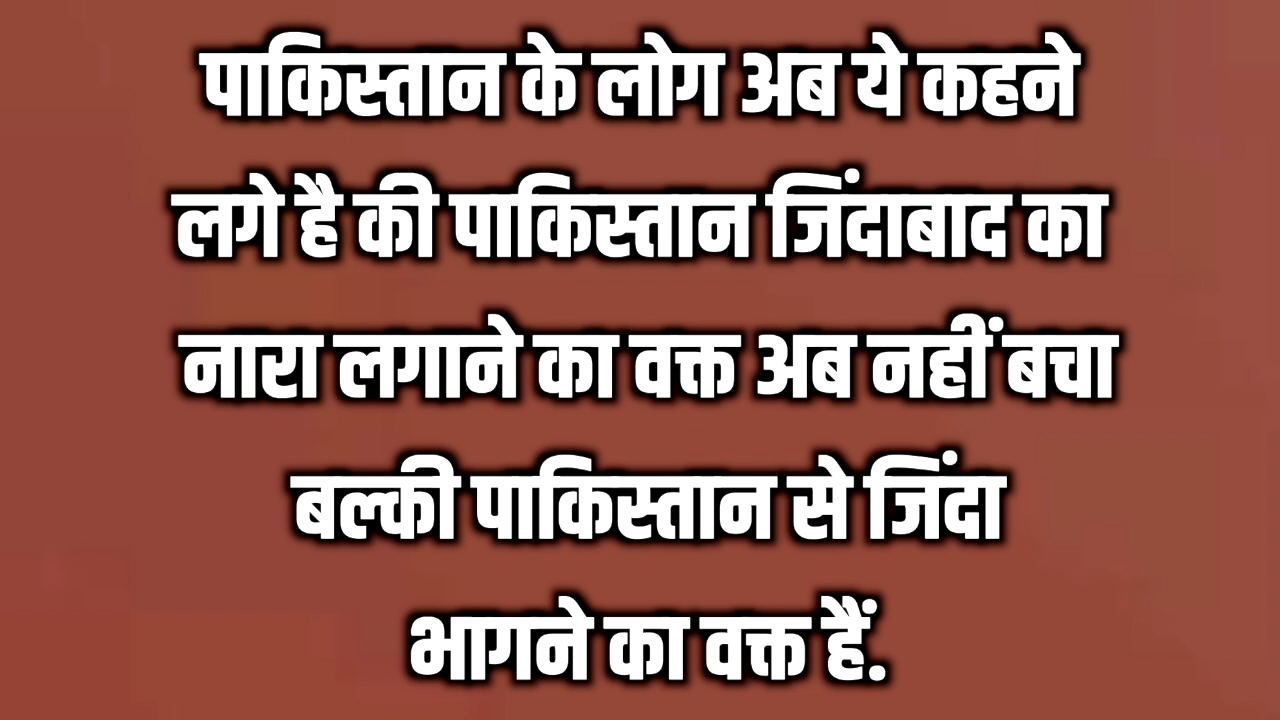 पाकिस्तान के लोग अब ये कहने
लगे है की पाकिस्तान जिंदाबाद का
नारा लगाने का वक्त अब नहीं बचा
बल्की पाकिस्तान से जिंदा
भागने का वक्त हैं.